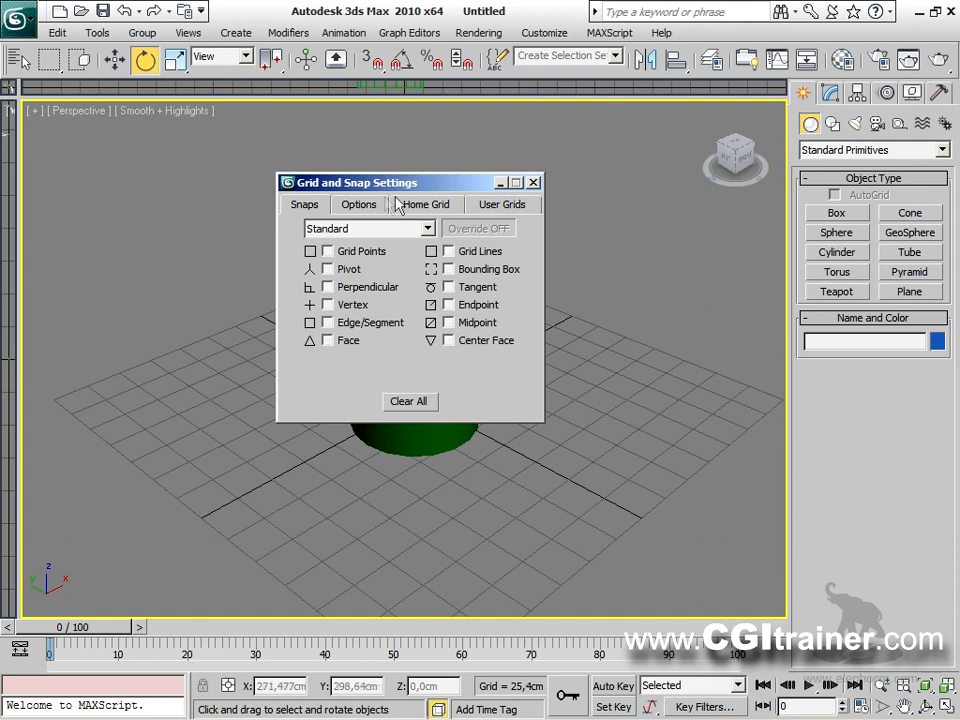 Autodesk 3ds Max 2010 x64 Untitled
Type a keyword or phrase
Edit Tools Group Views Create Modifiers Animation Graph Editors Rendering Customize MAXScript Help
View
3
Create Selection Se
[ + ] [ Perspective ] [ Smooth + Highlights ]
Standard Primitives
Grid and Snap Settings
Snaps Options Home Grid User Grids
Standard
Override OFF
Grid Points
Grid Lines
Pivot
Bounding Box
Perpendicular
Tangent
Vertex
Endpoint
Edge/Segment
Midpoint
Face
Center Face
Clear All
- Object Type
AutoGrid
Box Cone
Sphere GeoSphere
Cylinder Tube
Torus Pyramid
Teapot Plane
- Name and Color
z
y x
< 0 / 100 >
0 10 20 30 40 50 60 70 80 90 100
www.CGItrainer.com
X: 271,477cm Y: 298,64cm Z: 0,0cm Grid = 25,4cm
Auto Key Selected
Welcome to MAXScript.
Click and drag to select and rotate objects
Add Time Tag
Set Key Key Filters... 0